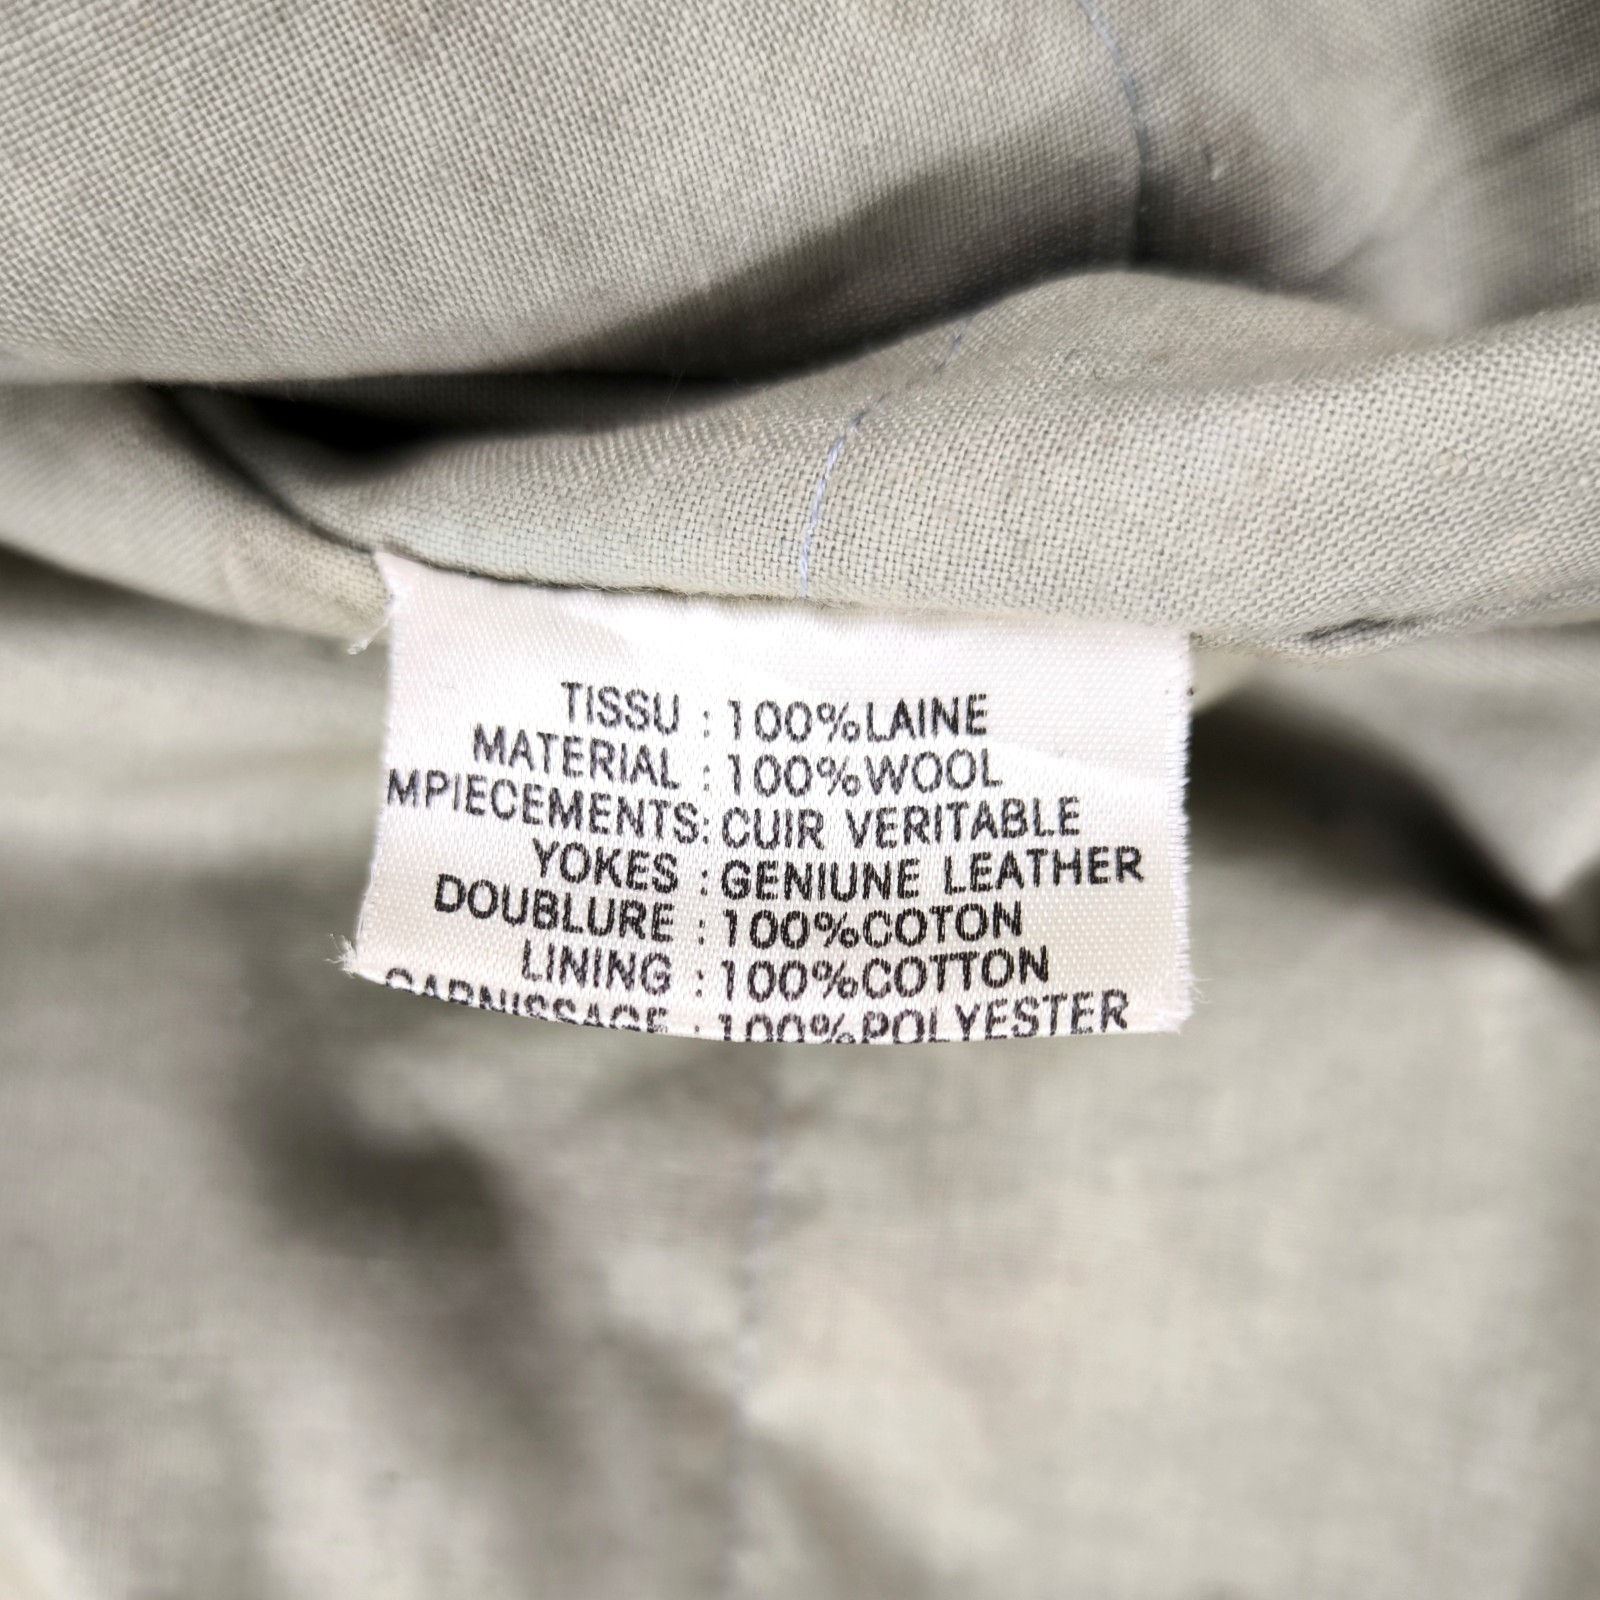 TISSU : 100%LAINE
MATERIAL : 100%WOOL
MPIECEMENTS: CUIR VERITABLE
YOKES : GENIUNE LEATHER
DOUBLURE : 100%COTON
LINING : 100%COTTON
GARNISSAGE : 100%POLYESTER